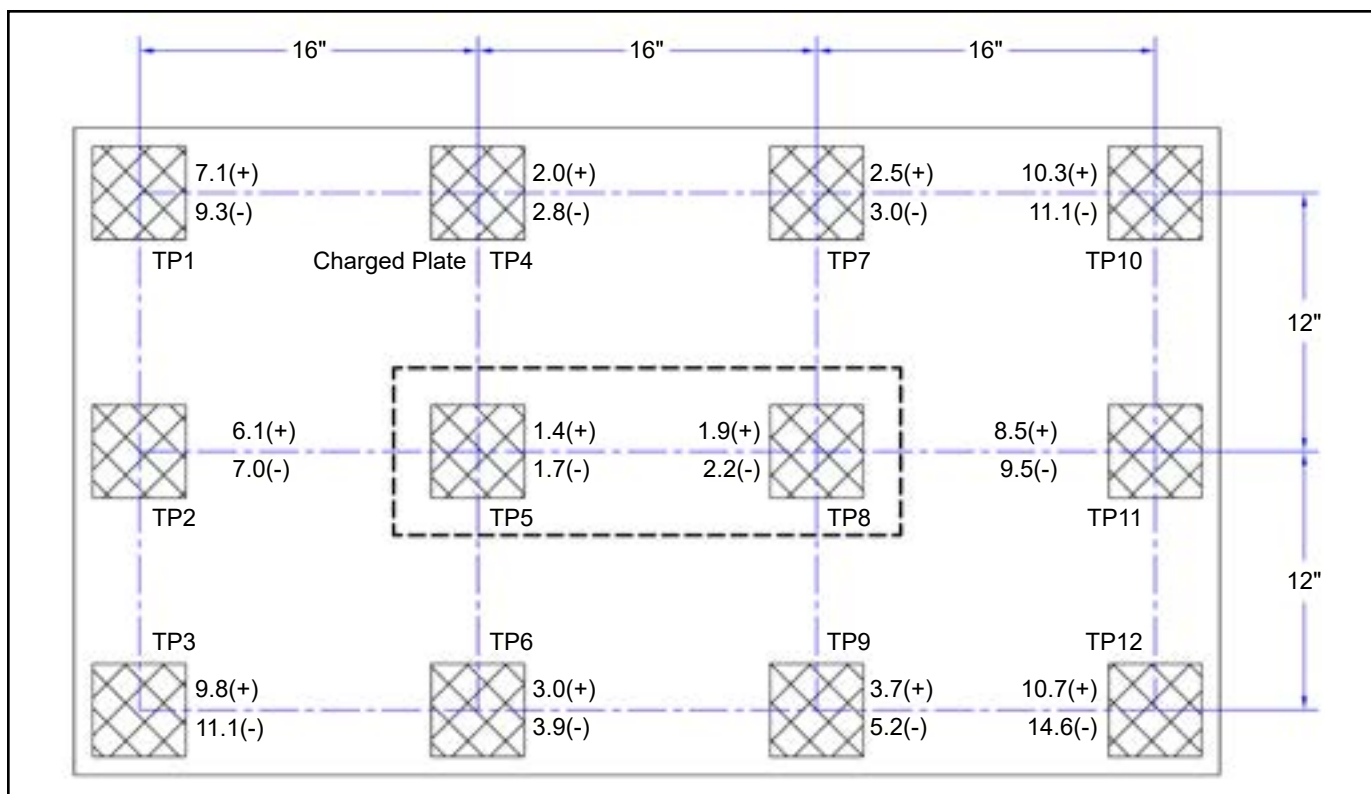 16" 16" 16"
7.1(+) 2.0(+) 2.5(+) 10.3(+)
9.3(-) 2.8(-) 3.0(-) 11.1(-)
TP1 Charged Plate TP4 TP7 TP10
12"
6.1(+) 1.4(+) 1.9(+) 8.5(+)
7.0(-) 1.7(-) 2.2(-) 9.5(-)
TP2 TP5 TP8 TP11
12"
TP3 TP6 TP9 TP12
9.8(+) 3.0(+) 3.7(+) 10.7(+)
11.1(-) 3.9(-) 5.2(-) 14.6(-)